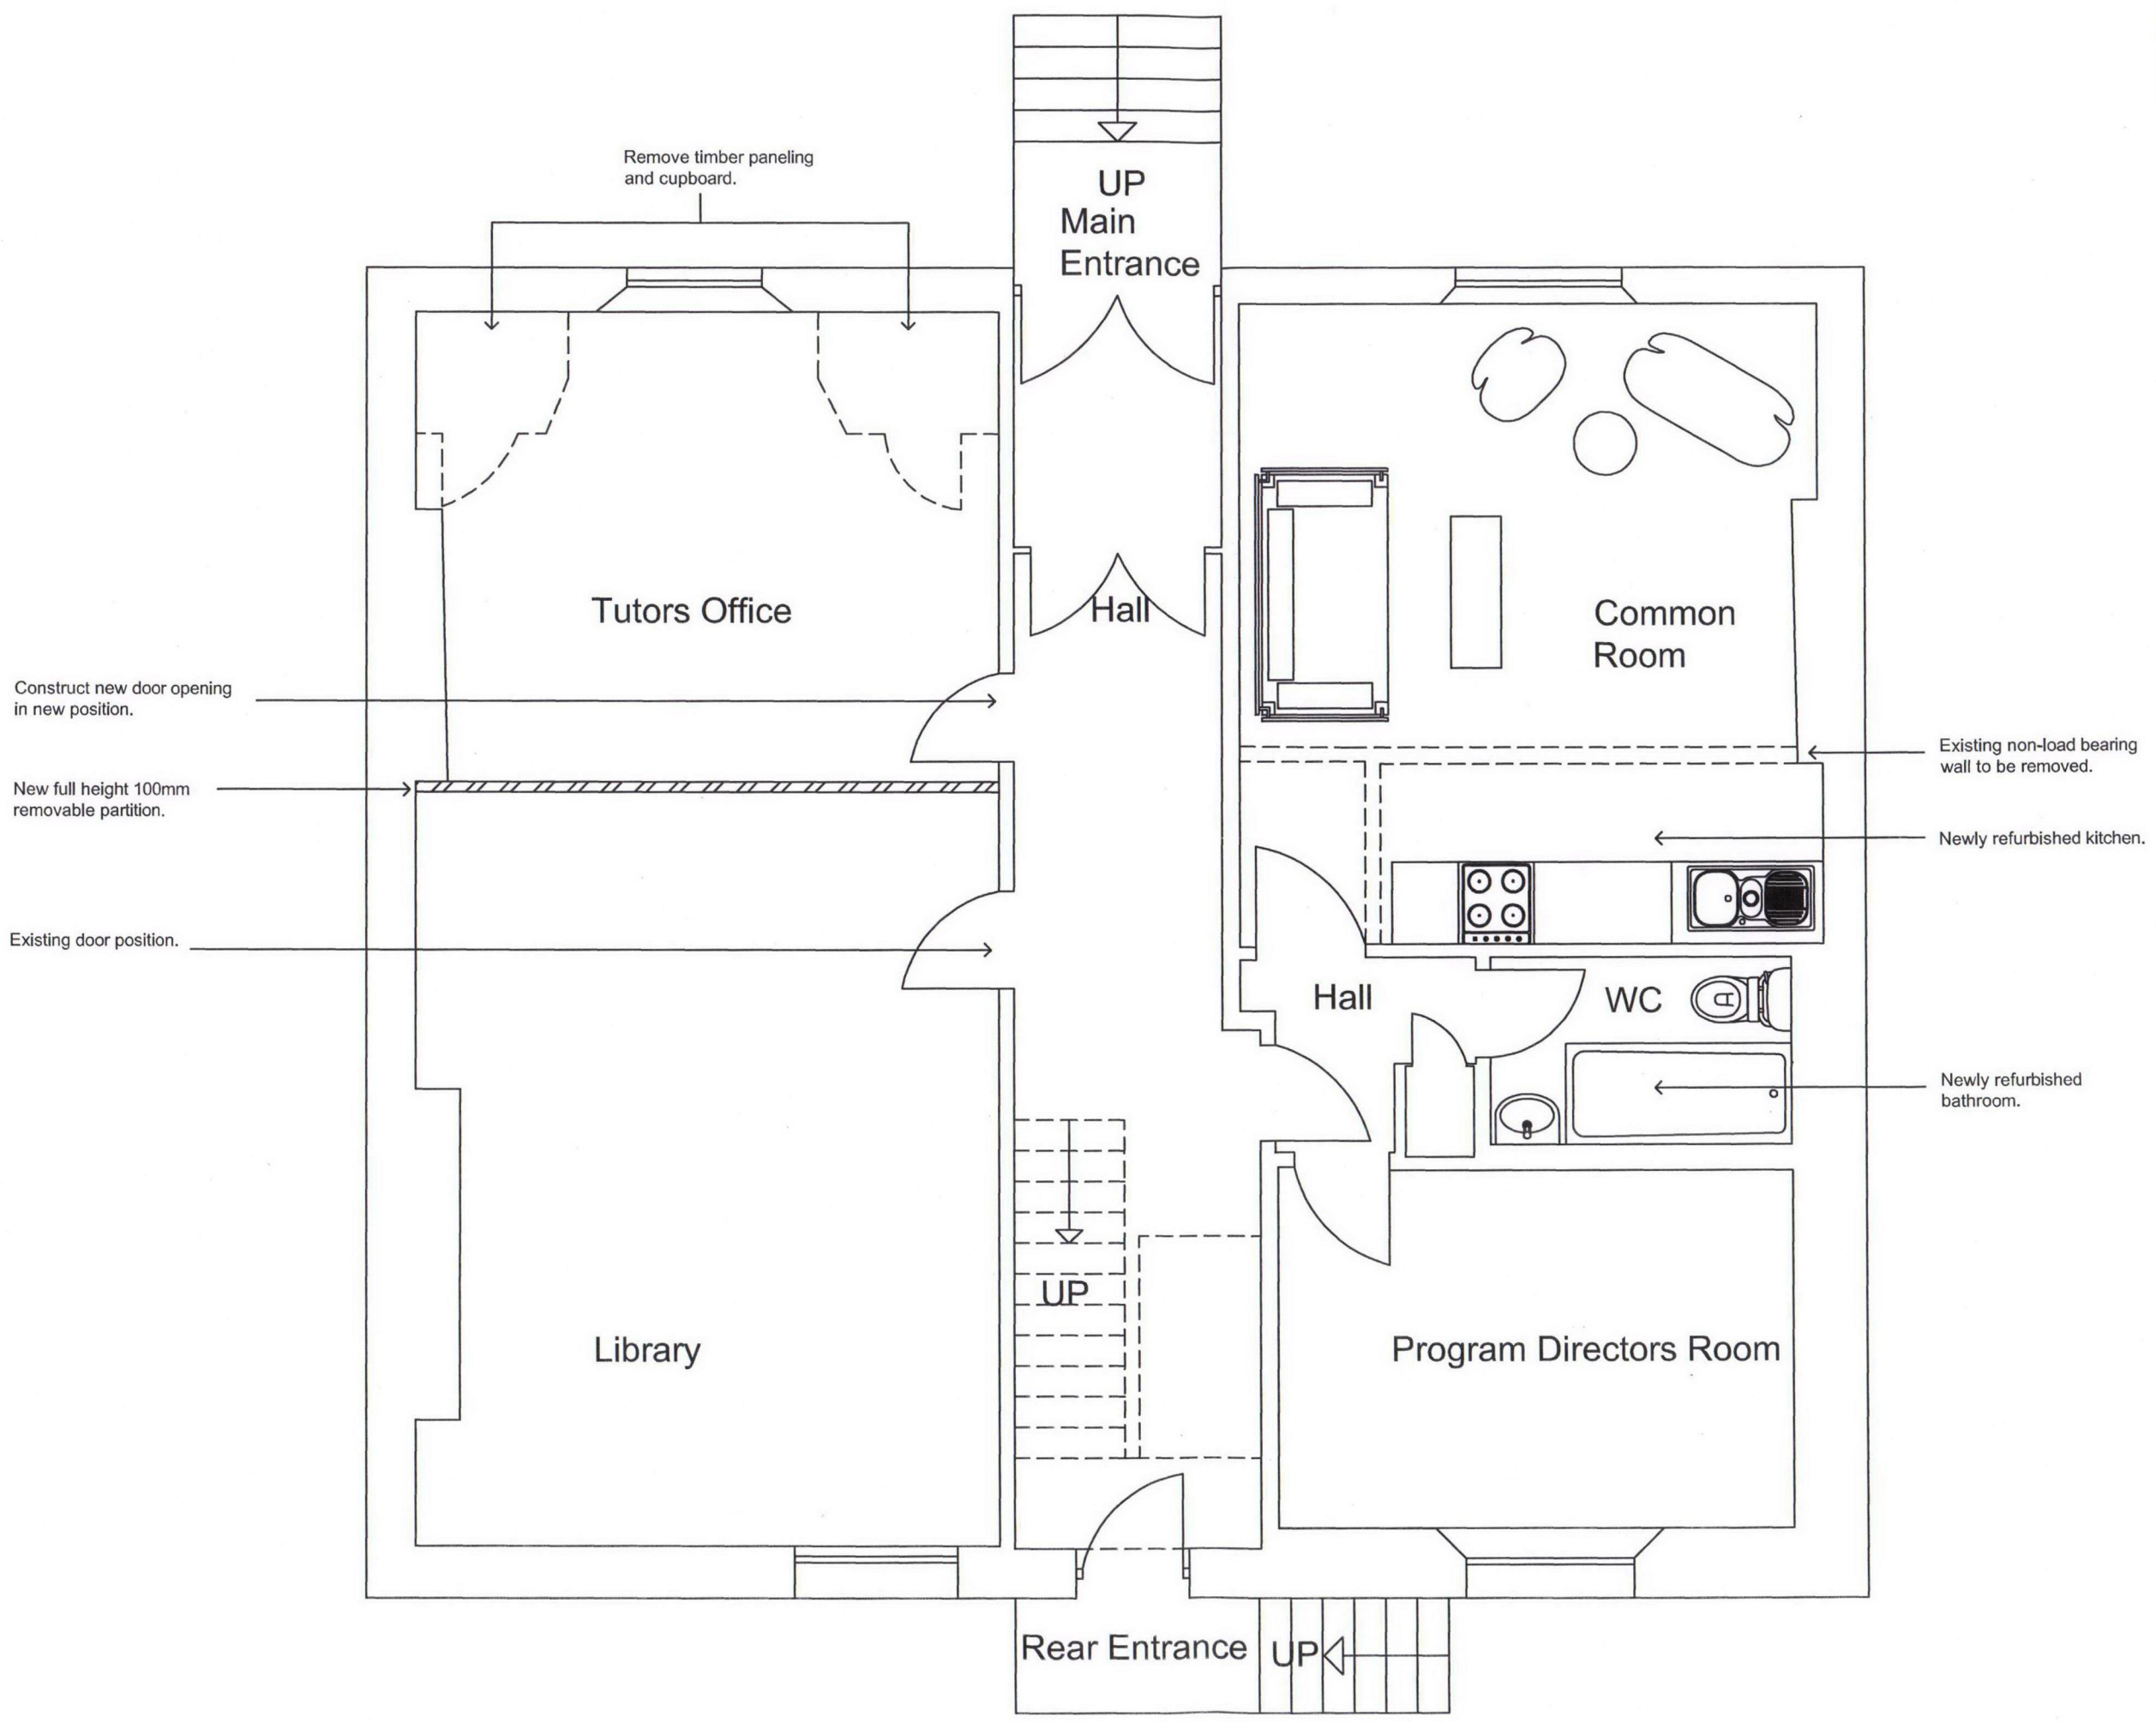 Remove timber paneling
and cupboard.
UP
Main
Entrance
Tutors Office
Hall
Common
Room
Construct new door opening
in new position.
Existing non-load bearing
wall to be removed.
New full height 100mm
removable partition.
Newly refurbished kitchen.
Existing door position.
Hall
WC
Newly refurbished
bathroom.
UP
Library
Program Directors Room
Rear Entrance
UP